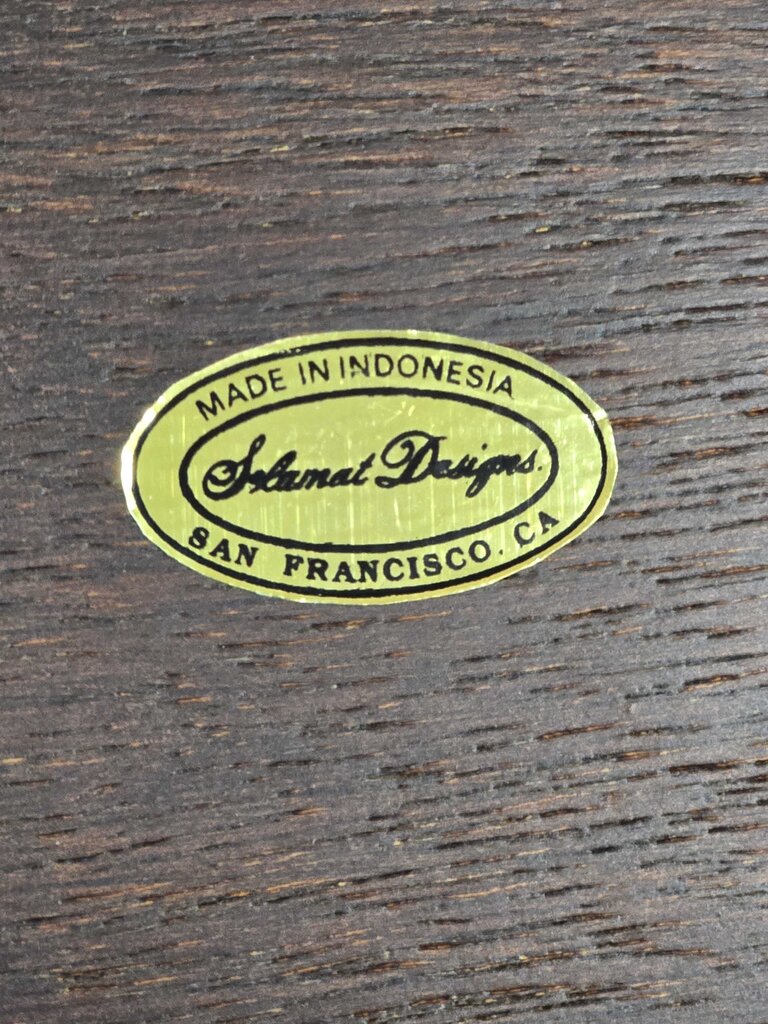 MADE IN INDONESIA
Selamat Designs.
SAN FRANCISCO. CA